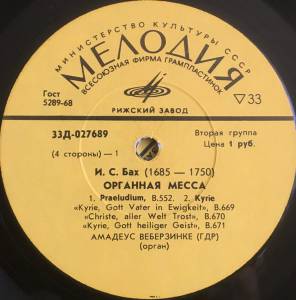 МИНИСТЕРСТВО КУЛЬТУРЫ СССР
МЕЛОДИЯ
ВСЕСОЮЗНАЯ ФИРМА ГРАМПЛАСТИНОК
Гост
5289-68
▽33
РИЖСКИЙ ЗАВОД
33Д-027689
Вторая группа
(4 стороны)—1
Цена 1 руб.
И. С. Бах (1685 — 1750)
ОРГАННАЯ МЕССА
1. Praeludium, B.552. 2. Kyrie
«Kyrie, Gott Vater in Ewigkeit», B.669
«Christe, aller Welt Trost», B.670
«Kyrie, Gott heiliger Geist», B.671
АМАДЕУС ВЕБЕРЗИНКЕ (ГДР)
(орган)